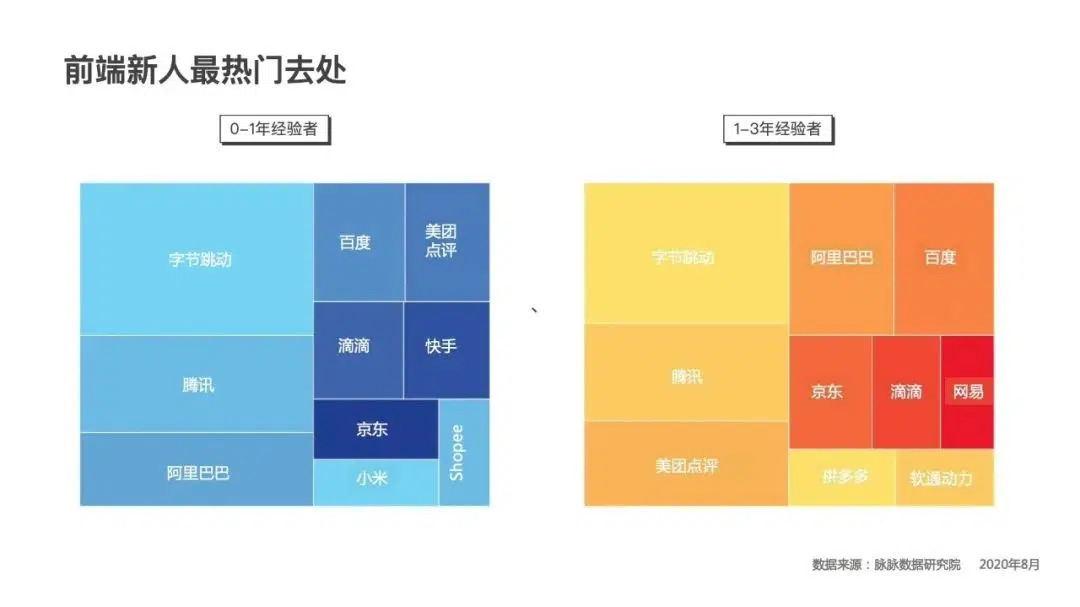 前端新人最热门去处
0-1年经验者
字节跳动
腾讯
阿里巴巴
百度
美团
点评
滴滴
快手
京东
小米
Shopee
、
1-3年经验者
字节跳动
腾讯
美团点评
阿里巴巴
百度
京东
滴滴
网易
拼多多
软通动力
数据来源：脉脉数据研究院 2020年8月